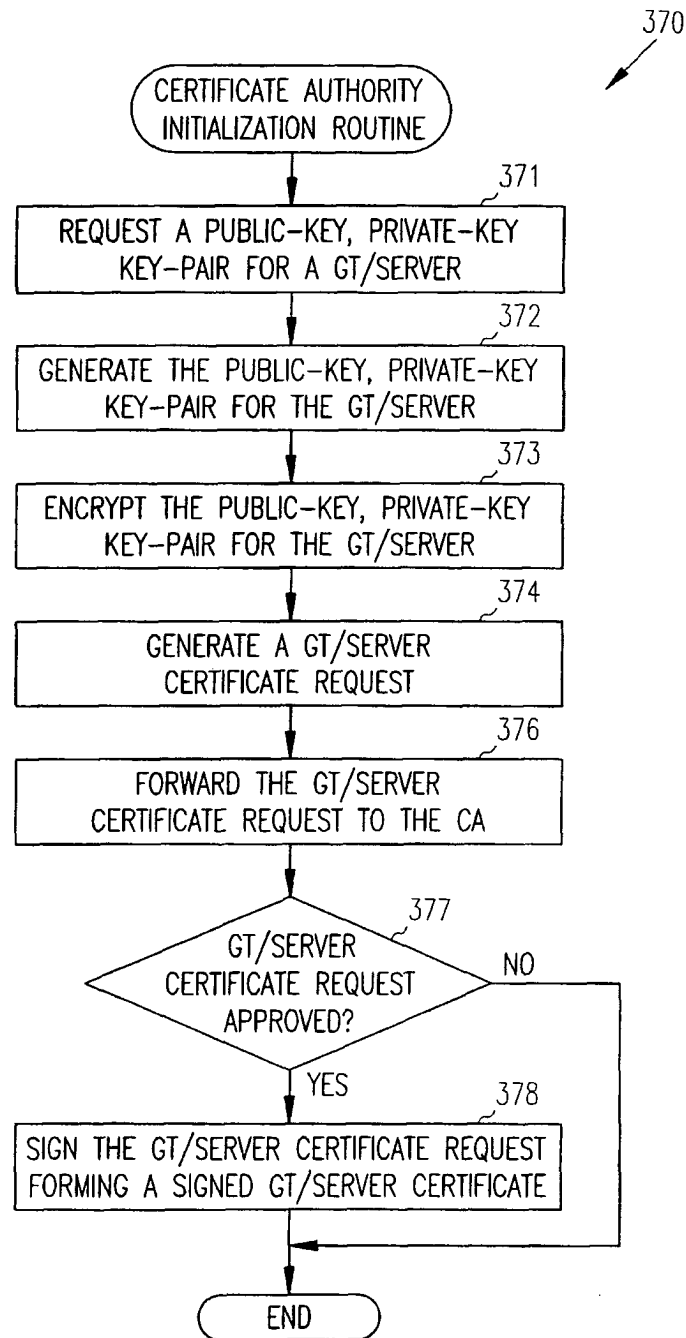 370
CERTIFICATE AUTHORITY
INITIALIZATION ROUTINE
371
REQUEST A PUBLIC-KEY, PRIVATE-KEY
KEY-PAIR FOR A GT/SERVER
372
GENERATE THE PUBLIC-KEY, PRIVATE-KEY
KEY-PAIR FOR THE GT/SERVER
373
ENCRYPT THE PUBLIC-KEY, PRIVATE-KEY
KEY-PAIR FOR THE GT/SERVER
374
GENERATE A GT/SERVER
CERTIFICATE REQUEST
376
FORWARD THE GT/SERVER
CERTIFICATE REQUEST TO THE CA
377
GT/SERVER
CERTIFICATE REQUEST
APPROVED?
NO
YES
378
SIGN THE GT/SERVER CERTIFICATE REQUEST
FORMING A SIGNED GT/SERVER CERTIFICATE
END